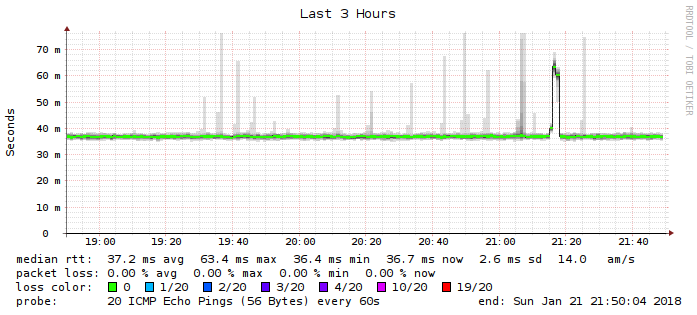 Last 3 Hours
RRDTOOL / TOBI OETIKER
Seconds
70 m
60 m
50 m
40 m
30 m
20 m
10 m
0
19:00 19:20 19:40 20:00 20:20 20:40 21:00 21:20 21:40
median rtt: 37.2 ms avg 63.4 ms max 36.4 ms min 36.7 ms now 2.6 ms sd 14.0 am/s
packet loss: 0.00 % avg 0.00 % max 0.00 % min 0.00 % now
loss color: 0 1/20 2/20 3/20 4/20 10/20 19/20
probe: 20 ICMP Echo Pings (56 Bytes) every 60s end: Sun Jan 21 21:50:04 2018